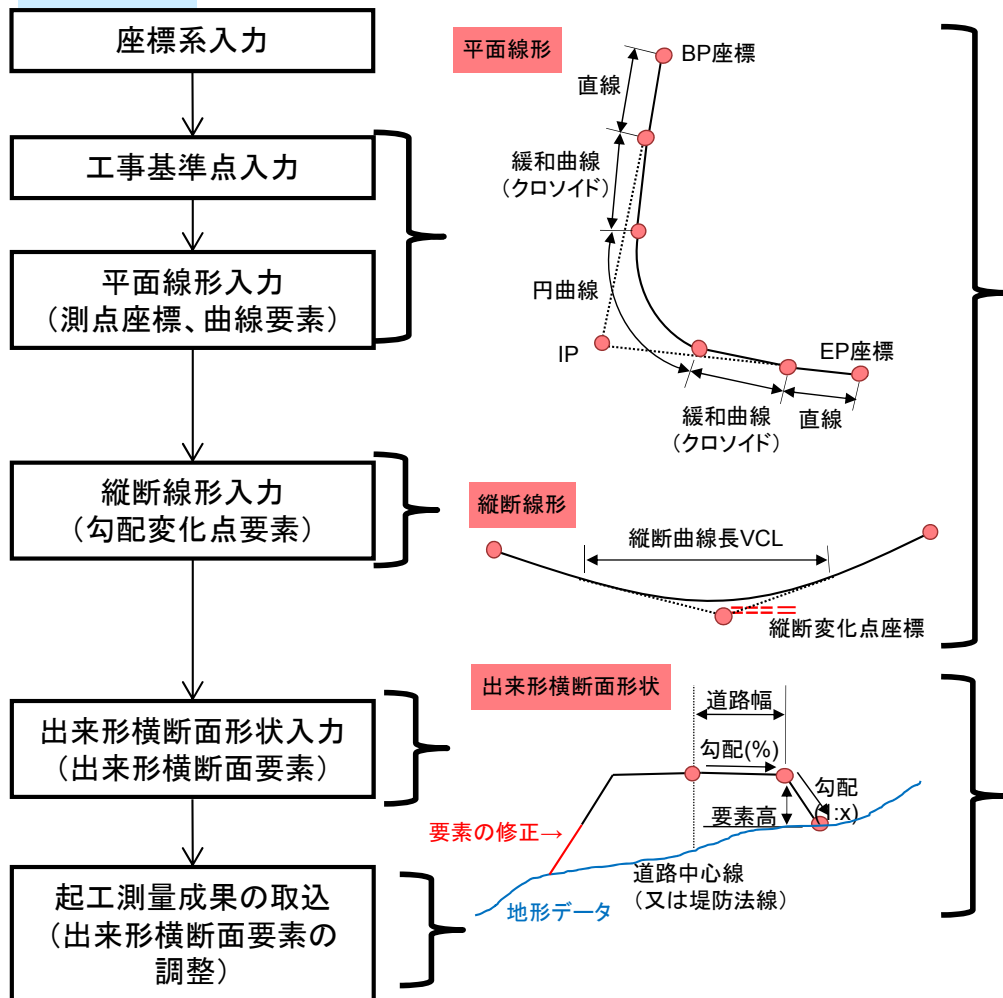 座標系入力
工事基準点入力
平面線形入力
（測点座標、曲線要素）
縦断線形入力
（勾配変化点要素）
出来形横断面形状入力
（出来形横断面要素）
起工測量成果の取込
（出来形横断面要素の
調整）
平面線形
BP座標
直線
緩和曲線
（クロソイド）
円曲線
IP
EP座標
緩和曲線
（クロソイド）
直線
縦断線形
縦断曲線長VCL
縦断変化点座標
出来形横断面形状
道路幅
勾配(%)
勾配
:x)
要素高
要素の修正→
道路中心線
（又は堤防法線）
地形データ